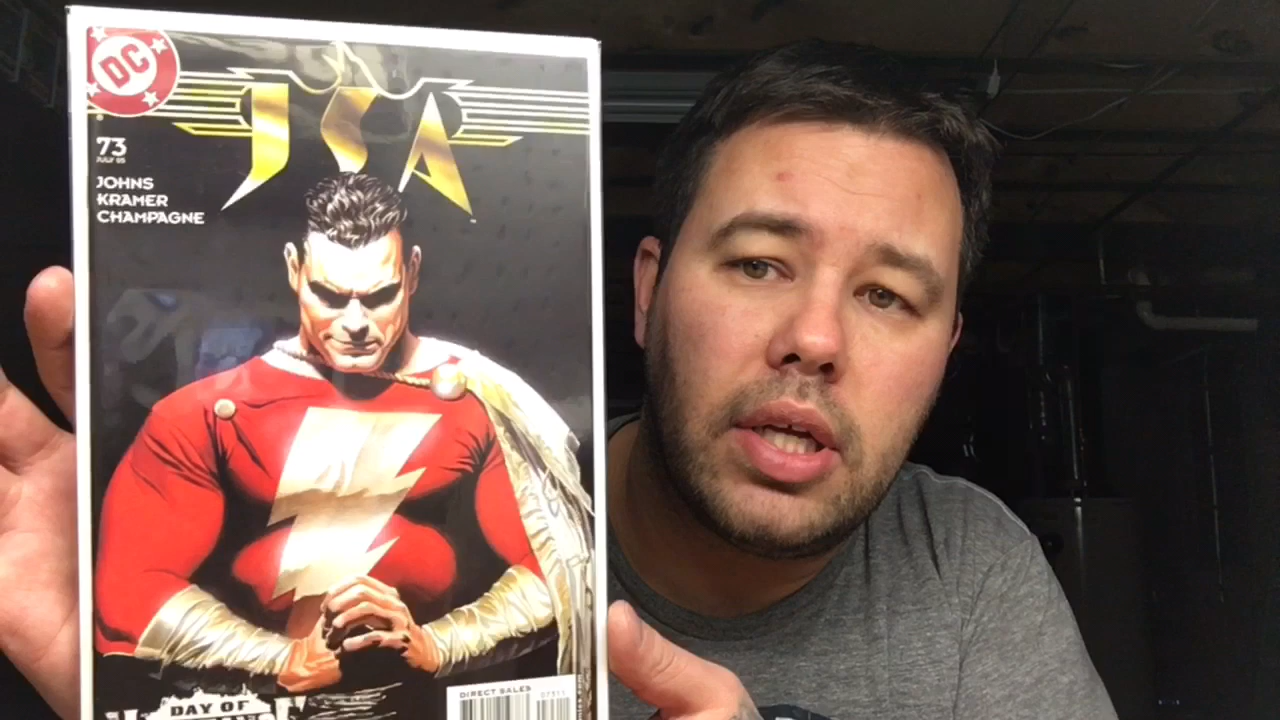 DC
JSA
73
JULY 05
JOHNS
KRAMER
CHAMPAGNE
DIRECT SALES
DAY OF